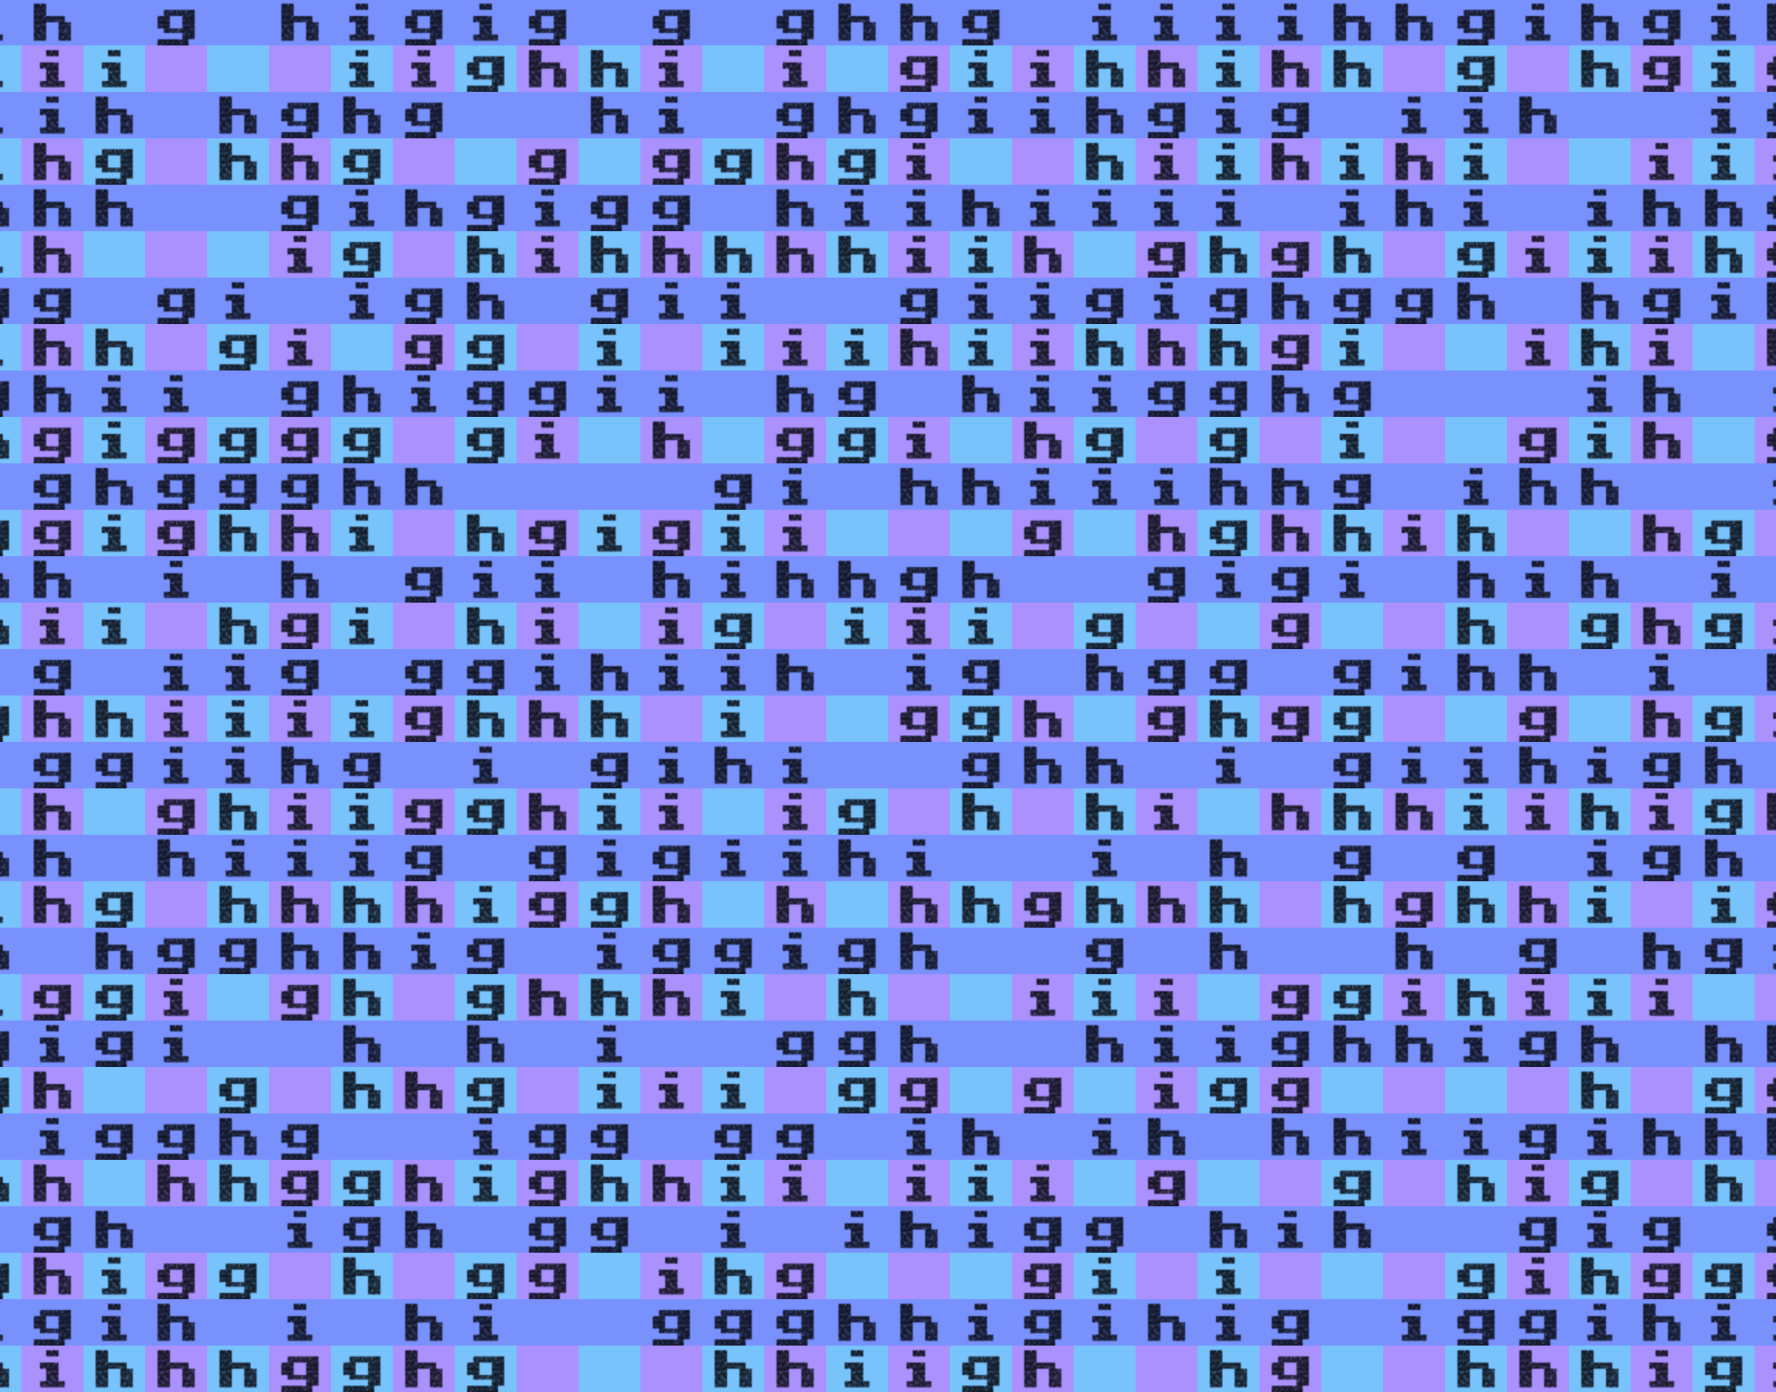 h g higig g ghhg iiiihhgihgi
ii iighhi i giihhihh g hgi
ih hghg hi ghgiihgig iih i
hg hhg g gghgi hiihihi ii
hh gihgigg hiihiiii ihi ihh
h ig hihhhhhiih ghgh giiih
g gi igh gii giigighggh hgi
hh gi gg i iiihiihhhgi ihi
hii ghiggii hg hiigghg ih
gigggg gi h ggi hg g i gih
ghggghh gi hhiiihhg ihh
gighhi hgigii g hghhih hg
h i h gii hihhgh gigi hih i
ii hgi hi ig iii g g h ghg
g iig ggihiih ig hgg gihh i
hhiiiighhh i ggh ghgg g hg
ggiihg i gihi ghh i giihigh
h ghiigghii ig h hi hhhiihig
h hiiig gigiihi i h g g igh
hg hhhhiggh h hhghhh hghhi i
hgghhig iggigh g h h g hg
ggi gh ghhhi h iii ggihiii
igi h h i ggh hiighhigh h
h g hhg iii gg g igg h g
igghg igg gg ih ih hhiigihh
h hhgghighhii iii g g hig h
gh igh gg i ihigg hih gig
higg h gg ihg gi i gihgg
gih i hi ggghhigihig iggihi
ihhhgghg hhiigh hg hhhig